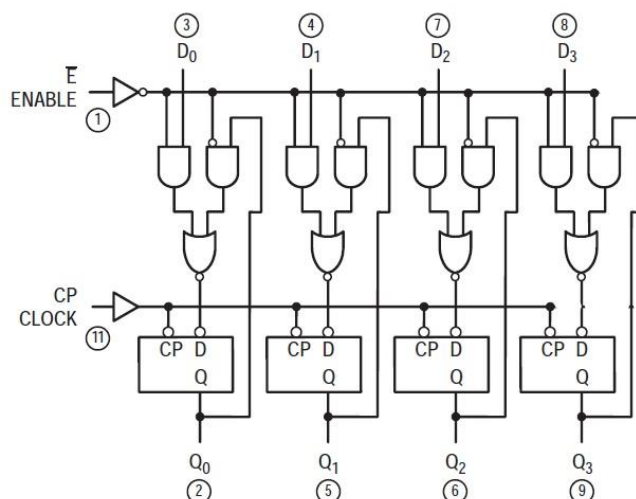 3 4 7 8
D0 D1 D2 D3
E̅
ENABLE
1
CP
CLOCK
11
CP D CP D CP D CP D
Q Q Q Q
Q0 Q1 Q2 Q3
2 5 6 9